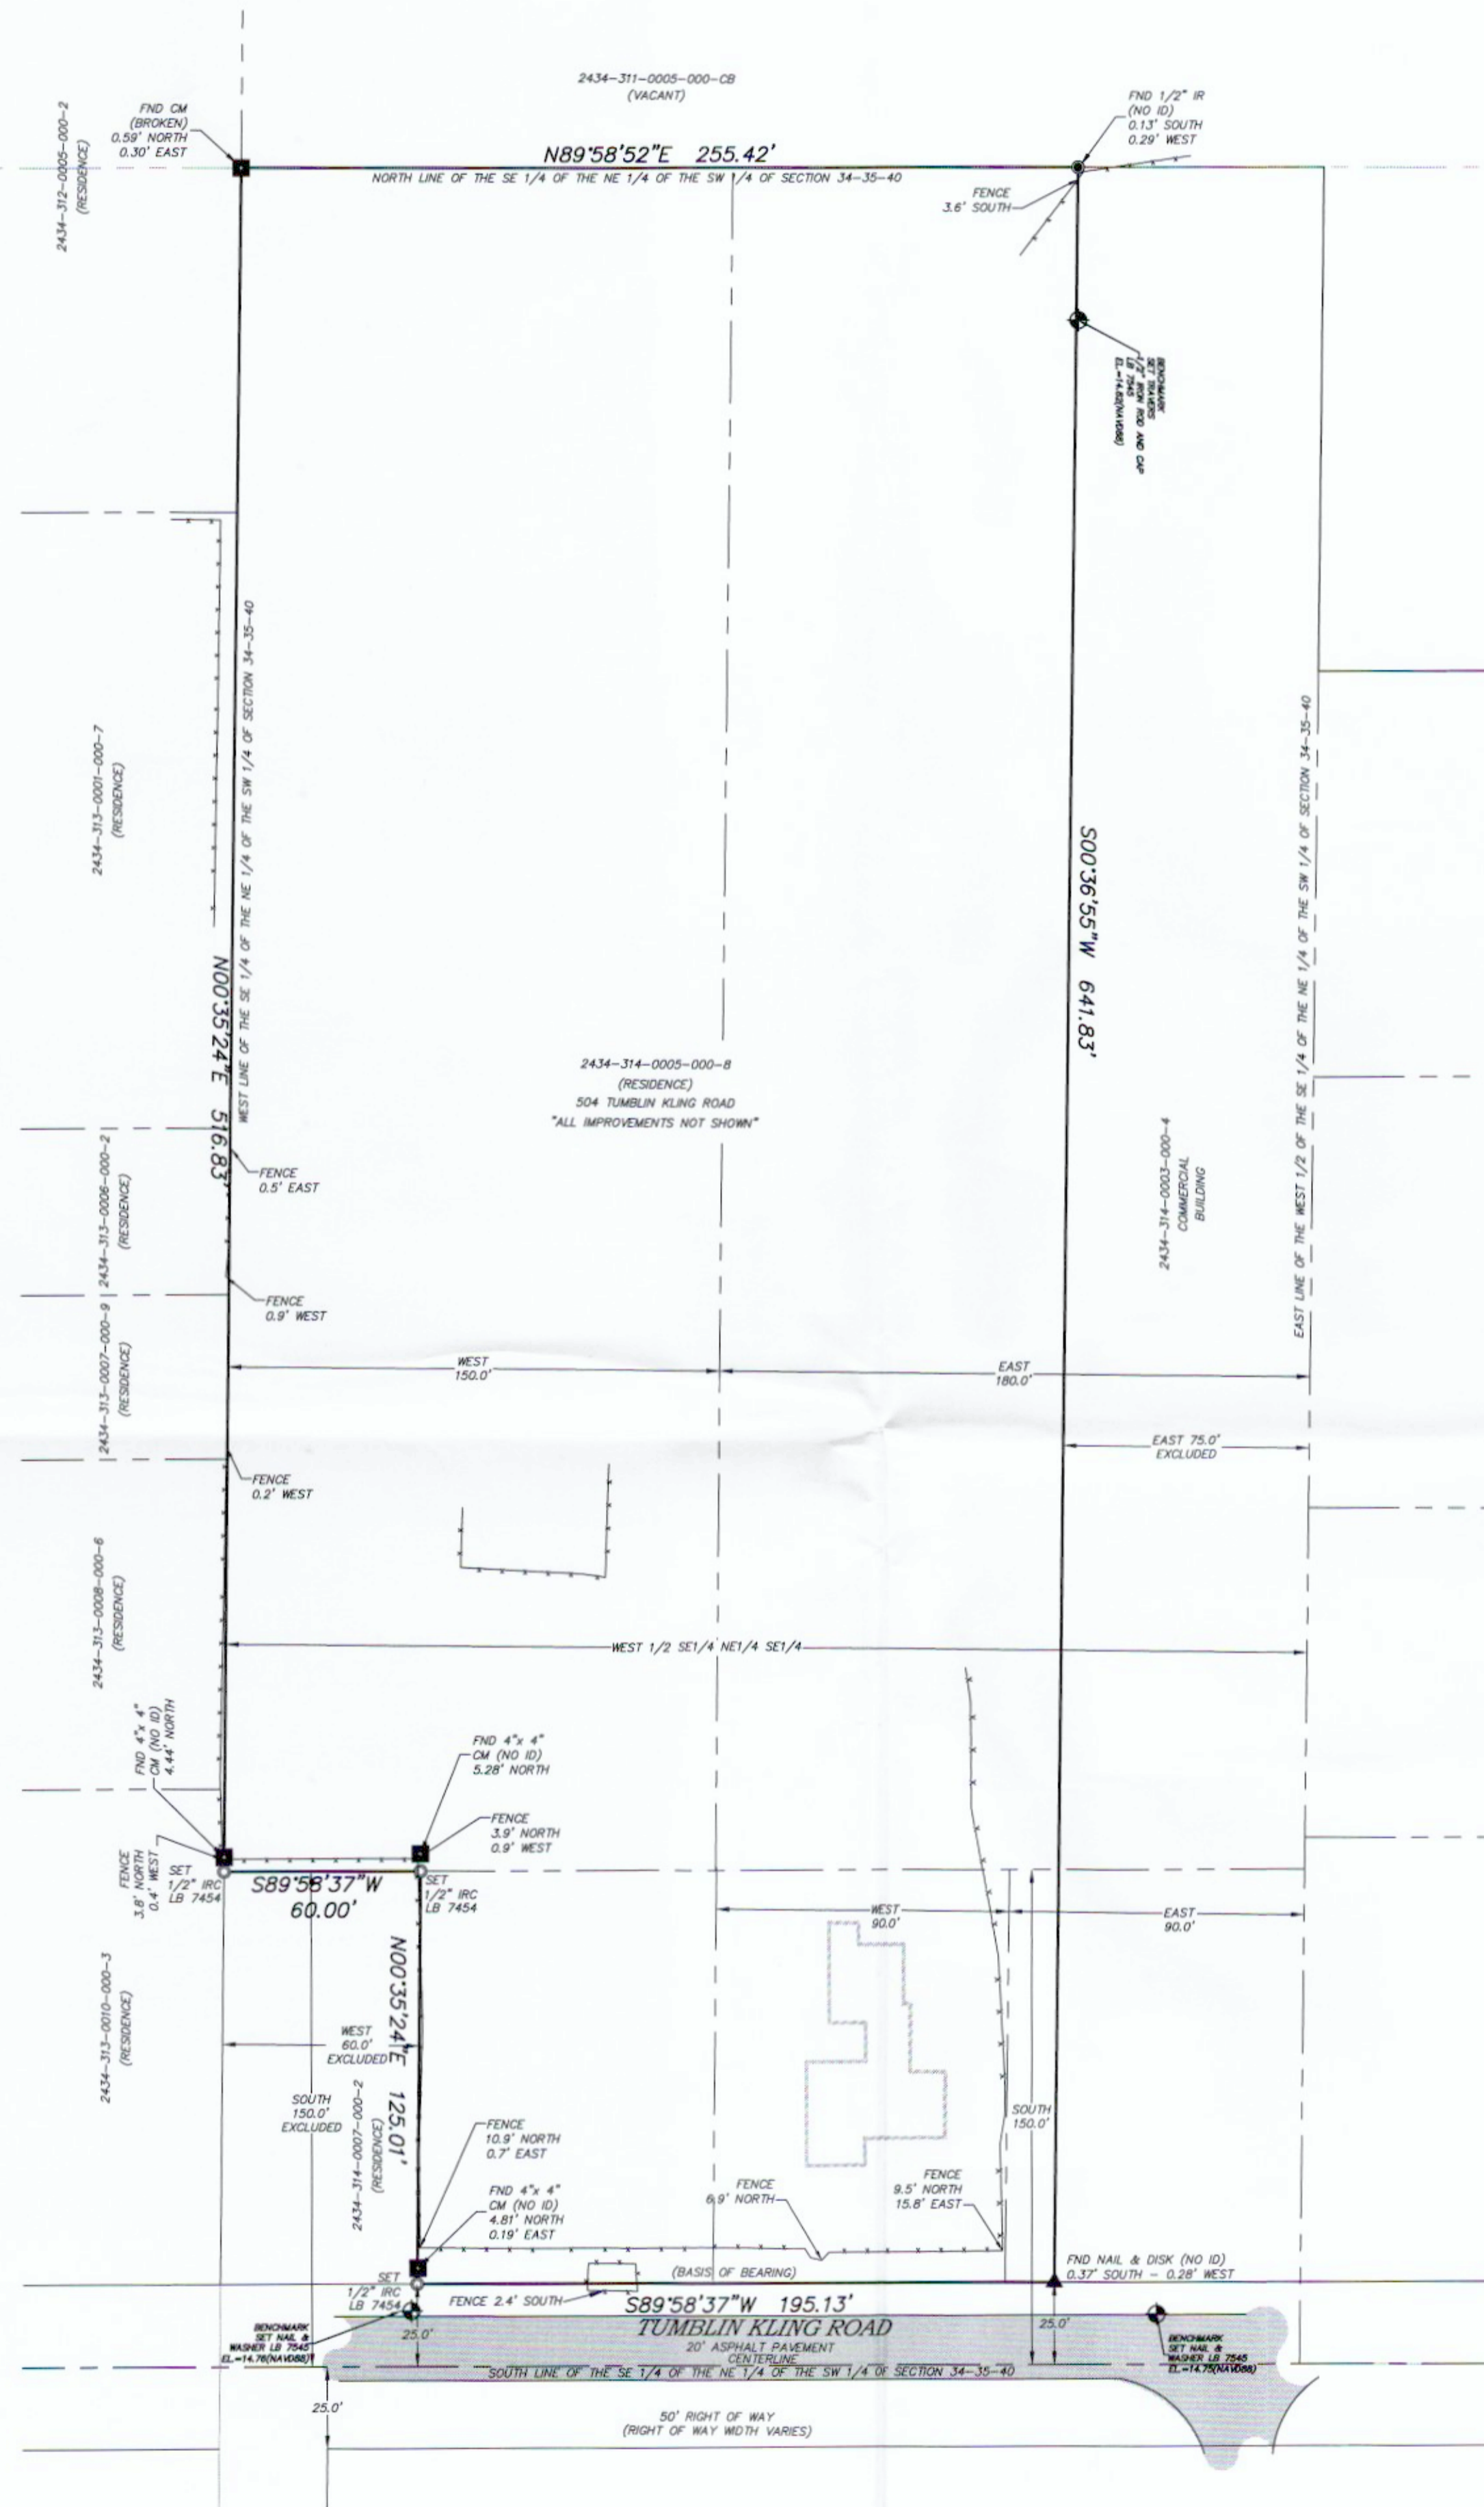 2434-311-0005-000-CB
(VACANT)
FND CM
(BROKEN)
0.59' NORTH
0.30' EAST
2434-312-0005-000-2
(RESIDENCE)
FND 1/2" IR
(NO ID)
0.13' SOUTH
0.29' WEST
N89°58'52"E 255.42'
NORTH LINE OF THE SE 1/4 OF THE NE 1/4 OF THE SW 1/4 OF SECTION 34-35-40
FENCE
3.6' SOUTH
BENCHMARK
SET TRAVERS
1/2" IRON ROD AND CAP
LB 7545
EL.=14.62(NAVD88)
WEST LINE OF THE SE 1/4 OF THE NE 1/4 OF THE SW 1/4 OF SECTION 34-35-40
2434-313-0001-000-7
(RESIDENCE)
N00°35'24"E 516.83'
S00°36'55"W 641.83'
EAST LINE OF THE WEST 1/2 OF THE SE 1/4 OF THE NE 1/4 OF THE SW 1/4 OF SECTION 34-35-40
2434-314-0005-000-8
(RESIDENCE)
504 TUMBLIN KLING ROAD
"ALL IMPROVEMENTS NOT SHOWN"
2434-314-0003-000-4
COMMERCIAL
BUILDING
2434-313-0006-000-2
(RESIDENCE)
FENCE
0.5' EAST
FENCE
0.9' WEST
2434-313-0007-000-9
(RESIDENCE)
WEST
150.0'
EAST
180.0'
EAST 75.0'
EXCLUDED
FENCE
0.2' WEST
2434-313-0008-000-6
(RESIDENCE)
WEST 1/2 SE1/4 NE1/4 SE1/4
FND 4"x 4"
CM (NO ID)
4.44' NORTH
FND 4"x 4"
CM (NO ID)
5.28' NORTH
FENCE
3.9' NORTH
0.9' WEST
FENCE
3.8' NORTH
0.4' WEST
SET
1/2" IRC
LB 7454
S89°58'37"W
60.00'
SET
1/2" IRC
LB 7454
WEST
90.0'
EAST
90.0'
2434-313-0010-000-3
(RESIDENCE)
N00°35'24"E 125.01'
WEST
60.0'
EXCLUDED
SOUTH
150.0'
EXCLUDED
2434-314-0007-000-2
(RESIDENCE)
SOUTH
150.0'
FENCE
10.9' NORTH
0.7' EAST
FND 4"x 4"
CM (NO ID)
4.81' NORTH
0.19' EAST
FENCE
6.9' NORTH
FENCE
9.5' NORTH
15.8' EAST
FND NAIL & DISK (NO ID)
0.37' SOUTH - 0.28' WEST
(BASIS OF BEARING)
SET
1/2" IRC
LB 7454
FENCE 2.4' SOUTH
S89°58'37"W 195.13'
BENCHMARK
SET NAIL &
WASHER LB 7545
EL.=14.76(NAVD88)
25.0'
TUMBLIN KLING ROAD
20' ASPHALT PAVEMENT
CENTERLINE
25.0'
BENCHMARK
SET NAIL &
WASHER LB 7545
EL.=14.75(NAVD88)
SOUTH LINE OF THE SE 1/4 OF THE NE 1/4 OF THE SW 1/4 OF SECTION 34-35-40
25.0'
50' RIGHT OF WAY
(RIGHT OF WAY WIDTH VARIES)